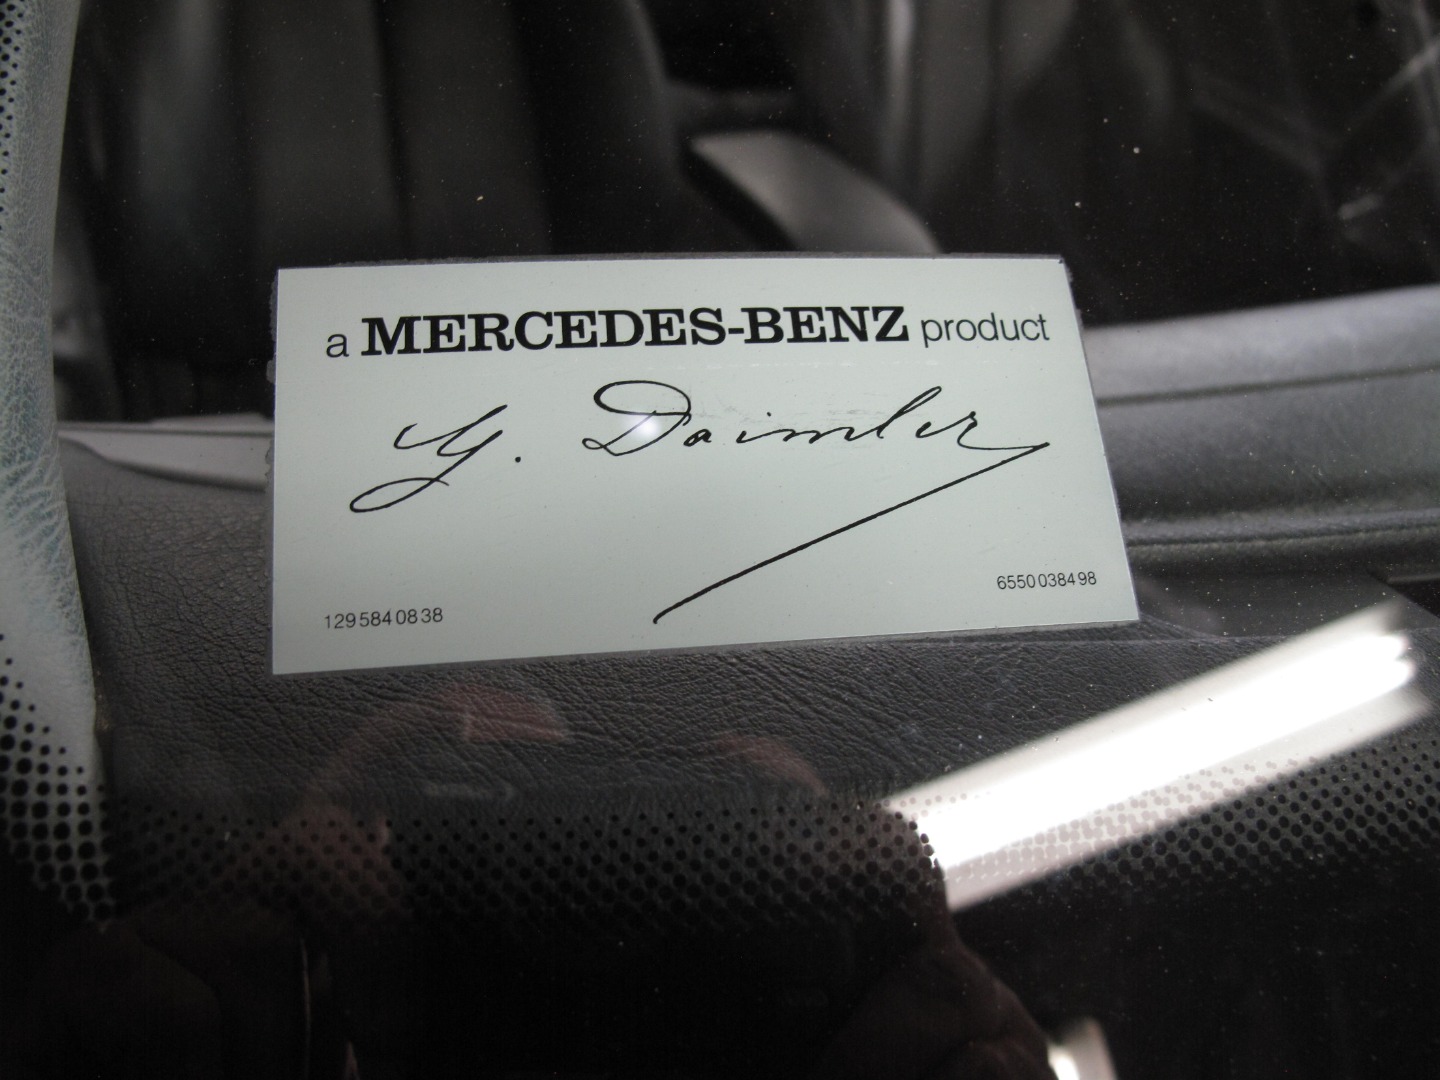 a MERCEDES-BENZ product
G. Daimler
6550038498
1295840838